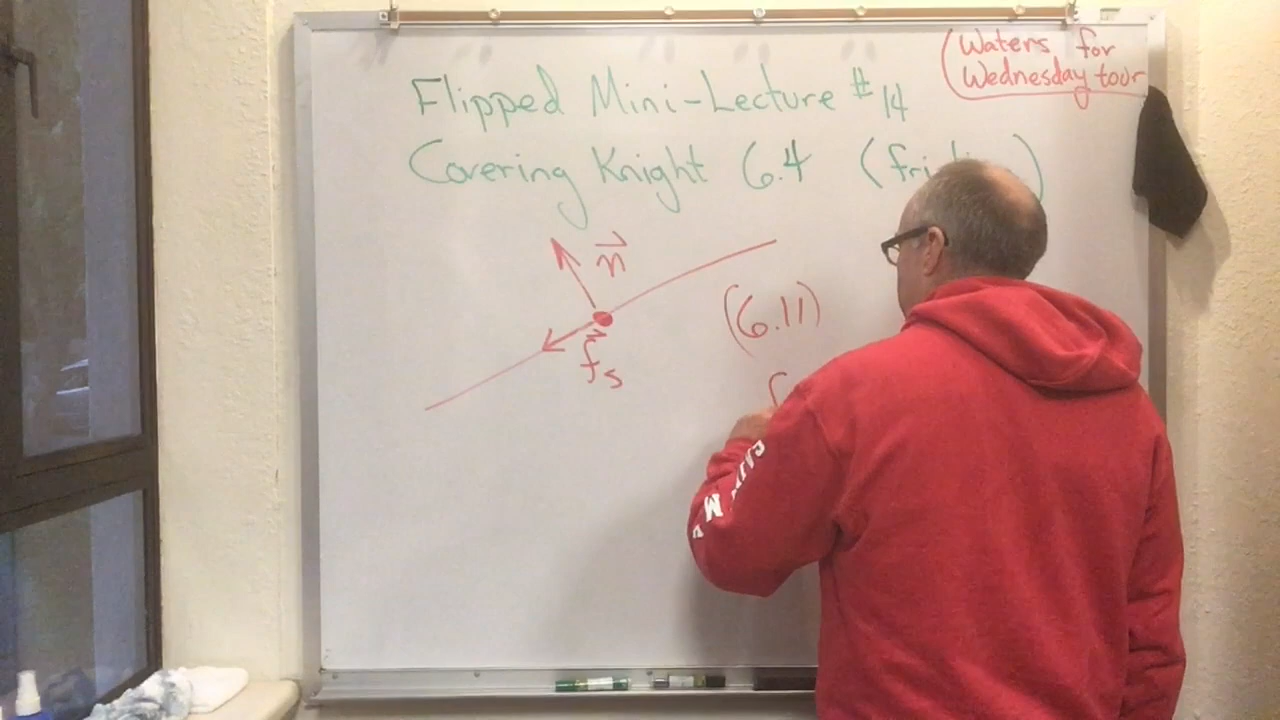 (Waters for
Wednesday tour
Flipped Mini-Lecture #14
Covering Knight 6.4
n
(6.11)
fs
f